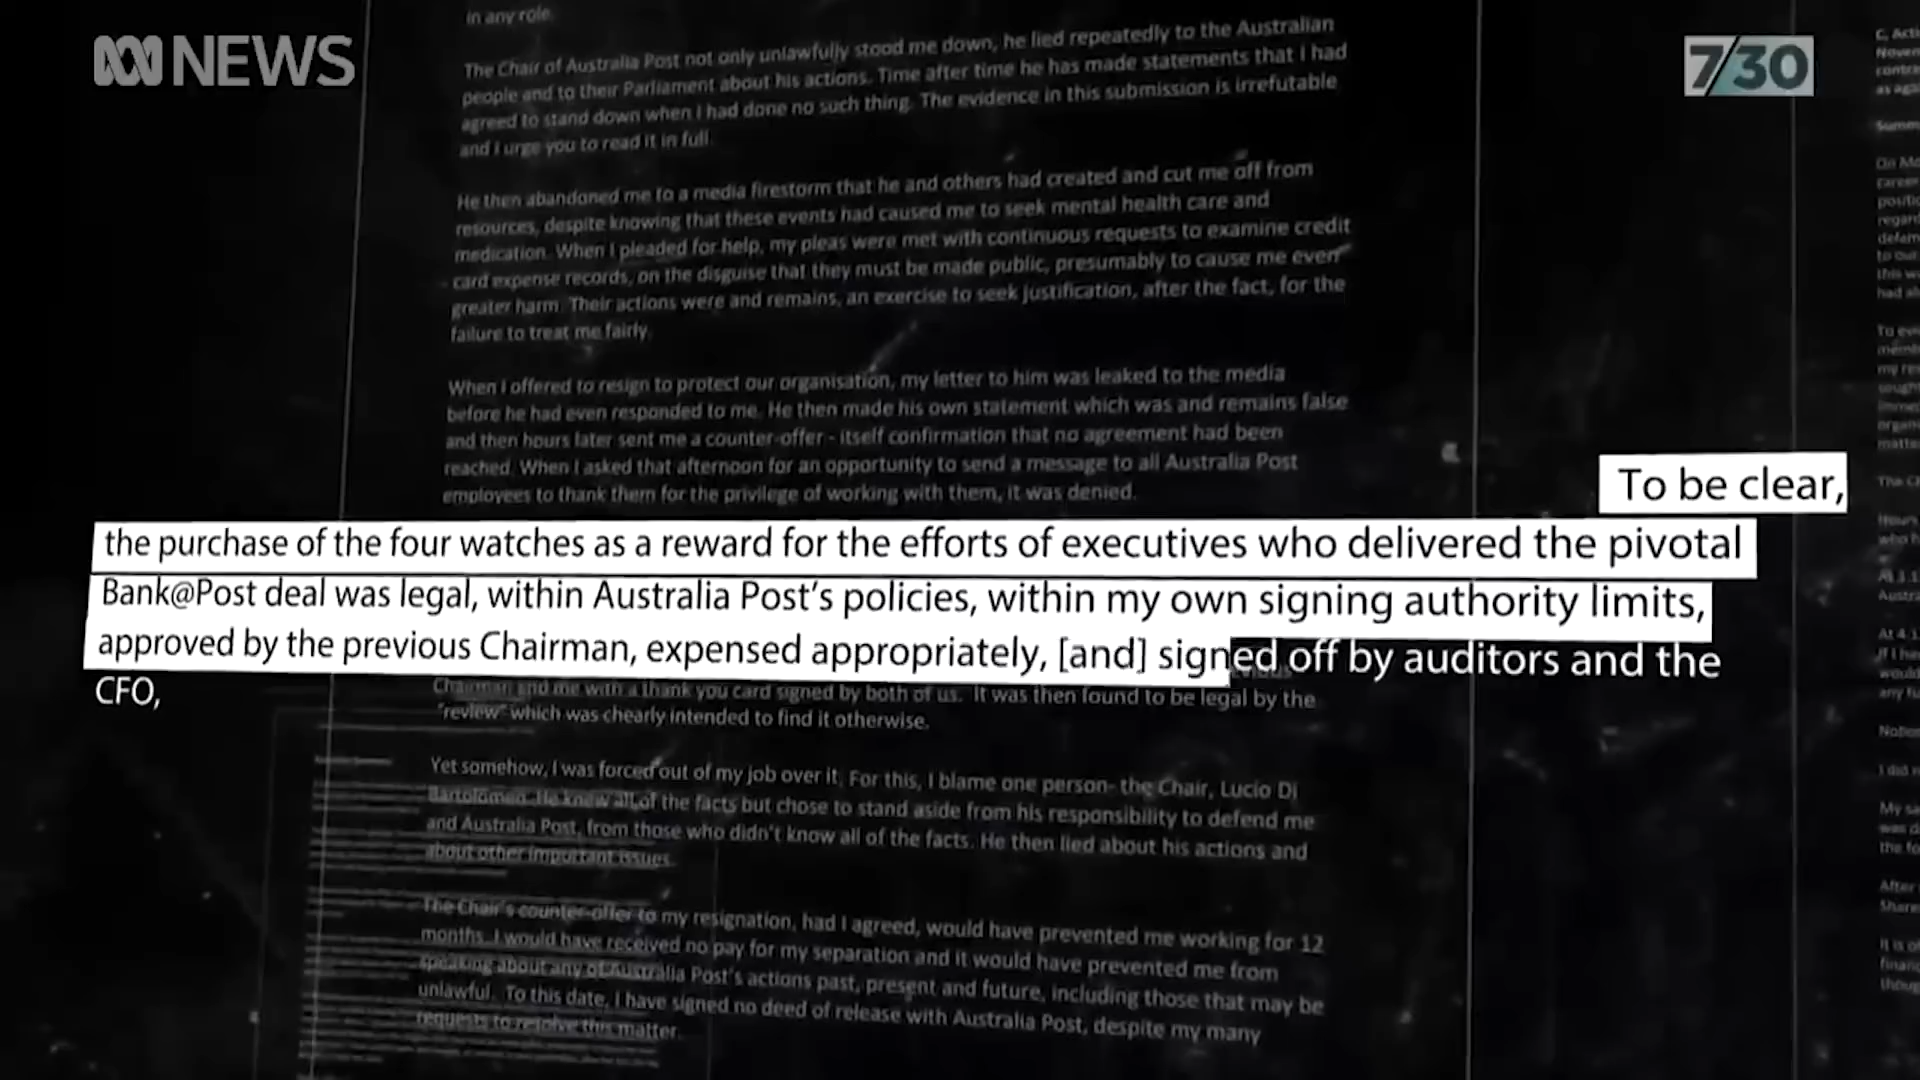 ABC NEWS
7/30
in any role.
The Chair of Australia Post not only unlawfully stood me down, he lied repeatedly to the Australian
people and to their Parliament about his actions. Time after time he has made statements that I had
agreed to stand down when I had done no such thing. The evidence in this submission is irrefutable
and I urge you to read it in full.
He then abandoned me to a media firestorm that he and others had created and cut me off from
resources, despite knowing that these events had caused me to seek mental health care and
medication. When I pleaded for help, my pleas were met with continuous requests to examine credit
card expense records, on the disguise that they must be made public, presumably to cause me even
greater harm. Their actions were and remains, an exercise to seek justification, after the fact, for the
failure to treat me fairly.
When I offered to resign to protect our organisation, my letter to him was leaked to the media
before he had even responded to me. He then made his own statement which was and remains false
and then hours later sent me a counter-offer - itself confirmation that no agreement had been
reached. When I asked that afternoon for an opportunity to send a message to all Australia Post
employees to thank them for the privilege of working with them, it was denied.
To be clear,
the purchase of the four watches as a reward for the efforts of executives who delivered the pivotal
Bank@Post deal was legal, within Australia Post's policies, within my own signing authority limits,
approved by the previous Chairman, expensed appropriately, [and] signed off by auditors and the
CFO,
Chairman and me with a thank you card signed by both of us. It was then found to be legal by the
"review" which was clearly intended to find it otherwise.
Yet somehow, I was forced out of my job over it. For this, I blame one person- the Chair, Lucio Di
Bartolomeo. He knew all of the facts but chose to stand aside from his responsibility to defend me
and Australia Post, from those who didn't know all of the facts. He then lied about his actions and
about other important issues.
The Chair's counter-offer to my resignation, had I agreed, would have prevented me working for 12
months. I would have received no pay for my separation and it would have prevented me from
speaking about any of Australia Post's actions past, present and future, including those that may be
unlawful. To this date, I have signed no deed of release with Australia Post, despite my many
requests to resolve this matter.